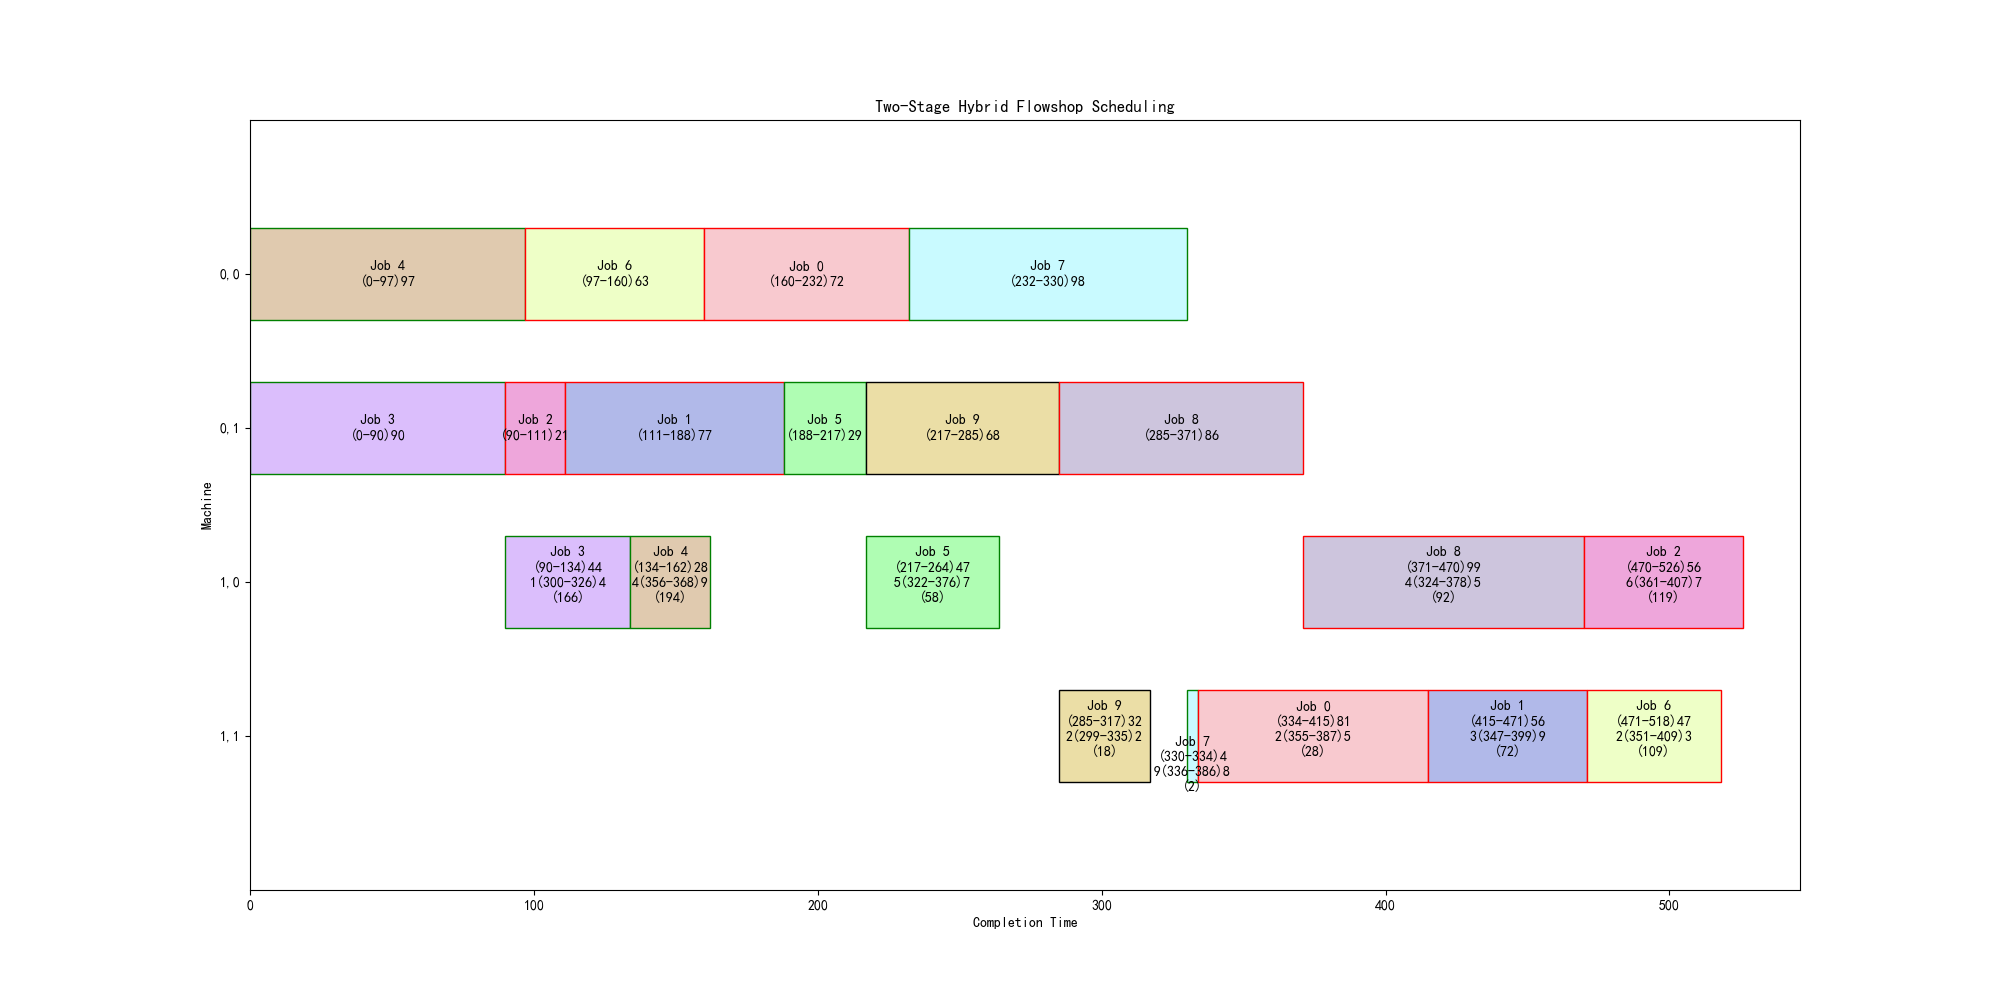 Two-Stage Hybrid Flowshop Scheduling
Machine
0,0
Job 4
(0-97)97
Job 6
(97-160)63
Job 0
(160-232)72
Job 7
(232-330)98
0,1
Job 3
(0-90)90
Job 2
(90-111)21
Job 1
(111-188)77
Job 5
(188-217)29
Job 9
(217-285)68
Job 8
(285-371)86
1,0
Job 3
(90-134)44
1(300-326)4
(166)
Job 4
(134-162)28
4(356-368)9
(194)
Job 5
(217-264)47
5(322-376)7
(58)
Job 8
(371-470)99
4(324-378)5
(92)
Job 2
(470-526)56
6(361-407)7
(119)
1,1
Job 9
(285-317)32
2(299-335)2
(18)
Job 7
(330-334)4
9(336-386)8
(2)
Job 0
(334-415)81
2(355-387)5
(28)
Job 1
(415-471)56
3(347-399)9
(72)
Job 6
(471-518)47
2(351-409)3
(109)
0
100
200
300
400
500
Completion Time